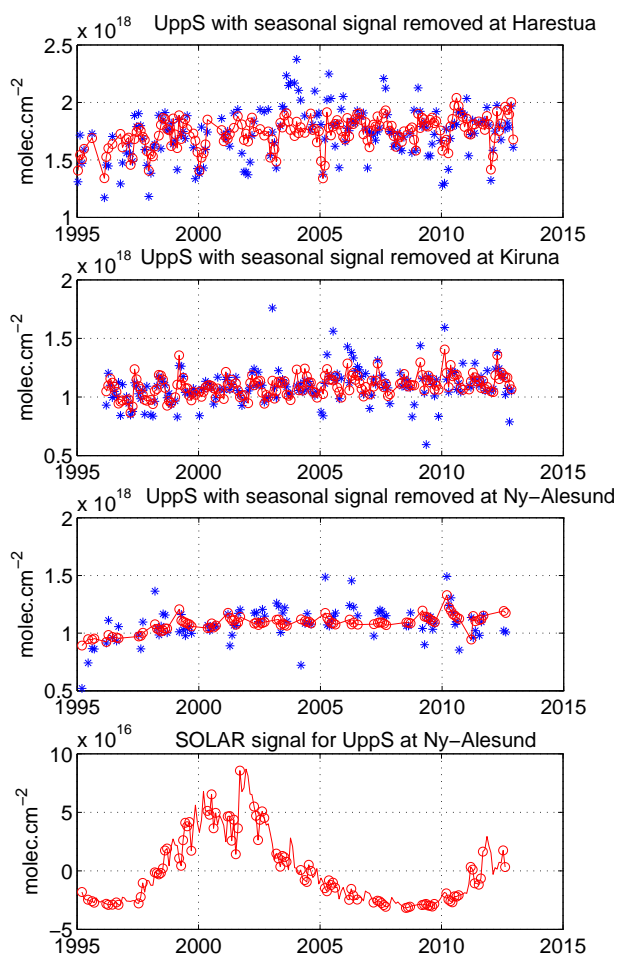 x 10^18 UppS with seasonal signal removed at Harestua
2.5
2
1.5
1
molec.cm−2
1995 2000 2005 2010 2015
x 10^18 UppS with seasonal signal removed at Kiruna
2
1.5
1
0.5
molec.cm−2
1995 2000 2005 2010 2015
x 10^18 UppS with seasonal signal removed at Ny−Alesund
2
1.5
1
0.5
molec.cm−2
1995 2000 2005 2010 2015
x 10^16 SOLAR signal for UppS at Ny−Alesund
10
5
0
−5
molec.cm−2
1995 2000 2005 2010 2015